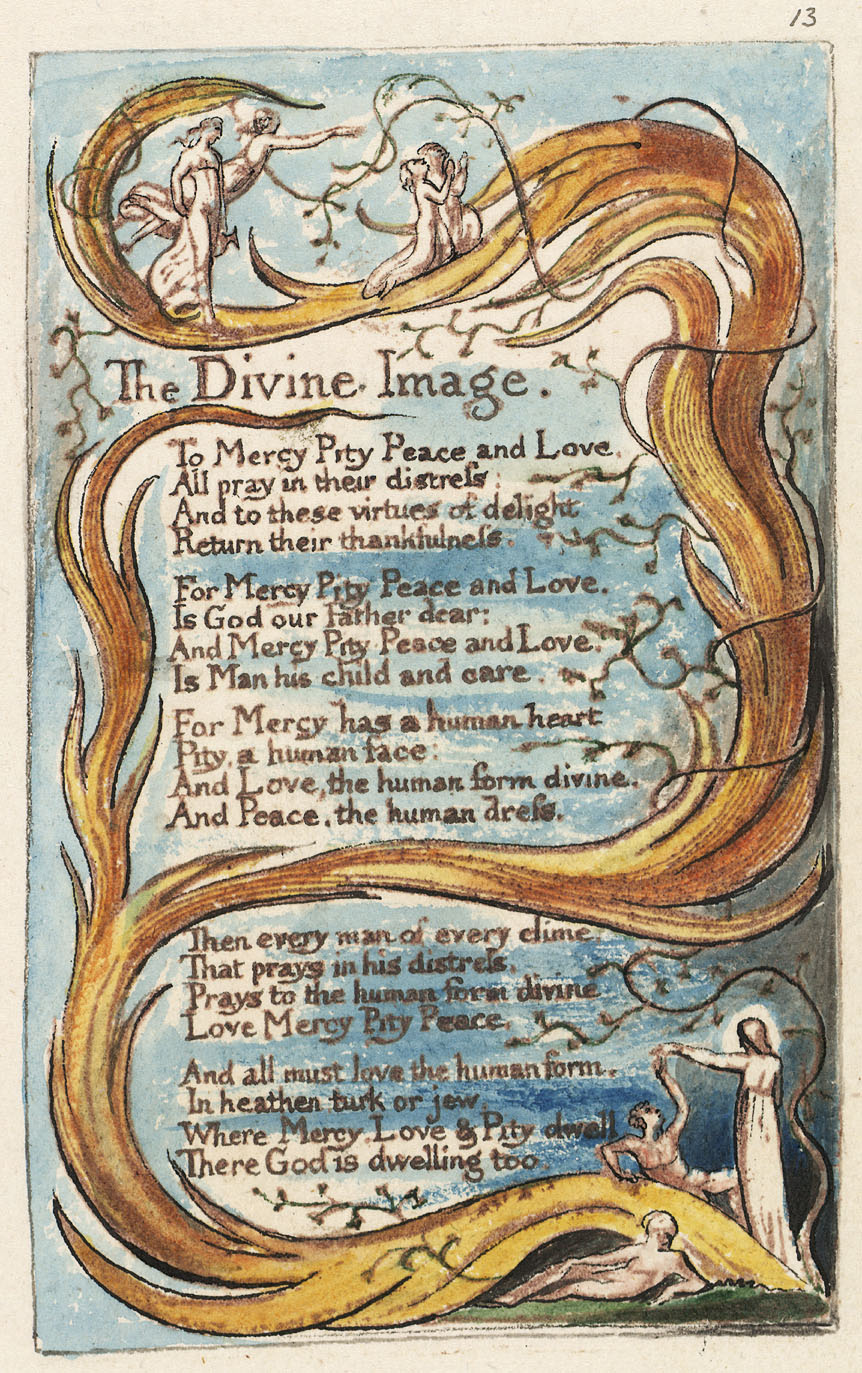 13
The Divine Image.
To Mercy Pity Peace and Love.
All pray in their distreſs:
And to these virtues of delight
Return their thankfulneſs.
For Mercy Pity Peace and Love.
Is God our father dear:
And Mercy Pity Peace and Love.
Is Man his child and care.
For Mercy has a human heart
Pity, a human face:
And Love, the human form divine.
And Peace, the human dreſs.
Then every man of every clime.
That prays in his distreſs,
Prays to the human form divine
Love Mercy Pity Peace.
And all must love the human form.
In heathen turk or jew.
Where Mercy, Love & Pity dwell
There God is dwelling too.